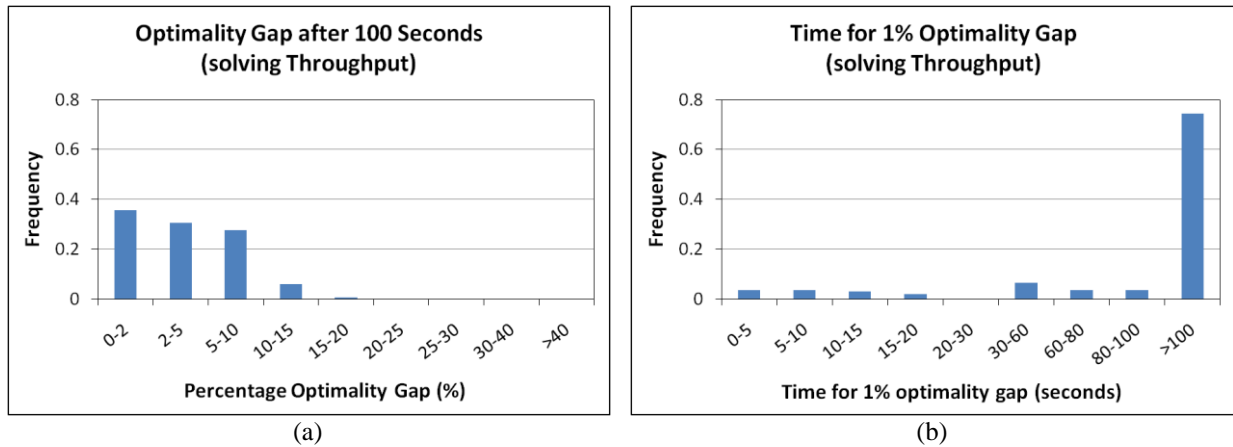 Optimality Gap after 100 Seconds
(solving Throughput)
Frequency
0.8
0.6
0.4
0.2
0
0-2
2-5
5-10
10-15
15-20
20-25
25-30
30-40
>40
Percentage Optimality Gap (%)
(a)
Time for 1% Optimality Gap
(solving Throughput)
Frequency
0.8
0.6
0.4
0.2
0
0-5
5-10
10-15
15-20
20-30
30-60
60-80
80-100
>100
Time for 1% optimality gap (seconds)
(b)